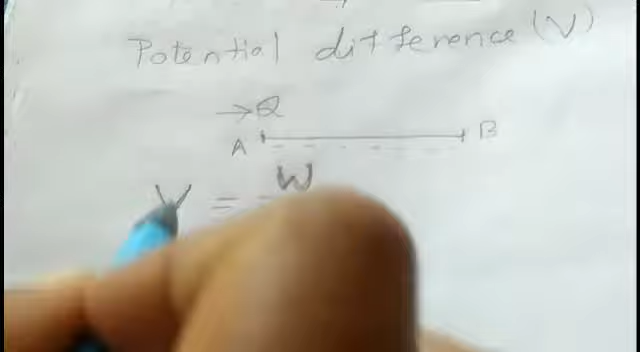 Potential difference (V)
→ Q
A B
V = W